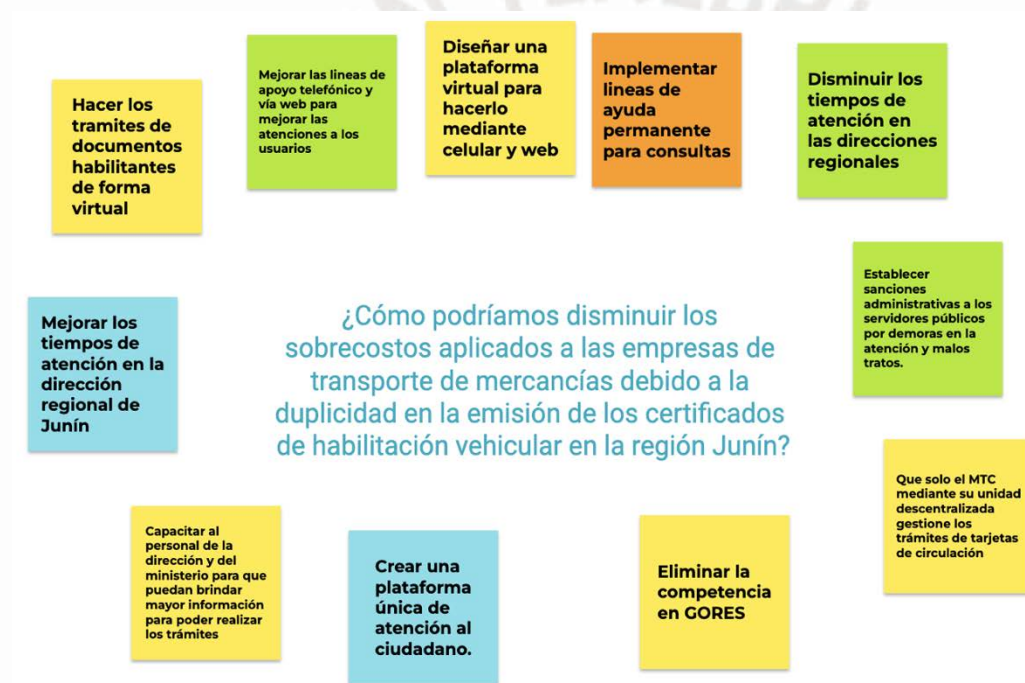 Hacer los
tramites de
documentos
habilitantes
de forma
virtual
Mejorar las lineas de
apoyo telefónico y
vía web para
mejorar las
atenciones a los
usuarios
Diseñar una
plataforma
virtual para
hacerlo
mediante
celular y web
Implementar
lineas de
ayuda
permanente
para consultas
Disminuir los
tiempos de
atención en
las direcciones
regionales
Mejorar los
tiempos de
atención en la
dirección
regional de
Junín
¿Cómo podríamos disminuir los
sobrecostos aplicados a las empresas de
transporte de mercancías debido a la
duplicidad en la emisión de los certificados
de habilitación vehicular en la región Junín?
Establecer
sanciones
administrativas a los
servidores públicos
por demoras en la
atención y malos
tratos.
Capacitar al
personal de la
dirección y del
ministerio para que
puedan brindar
mayor información
para poder realizar
los trámites
Crear una
plataforma
única de
atención al
ciudadano.
Eliminar la
competencia
en GORES
Que solo el MTC
mediante su unidad
descentralizada
gestione los
trámites de tarjetas
de circulación